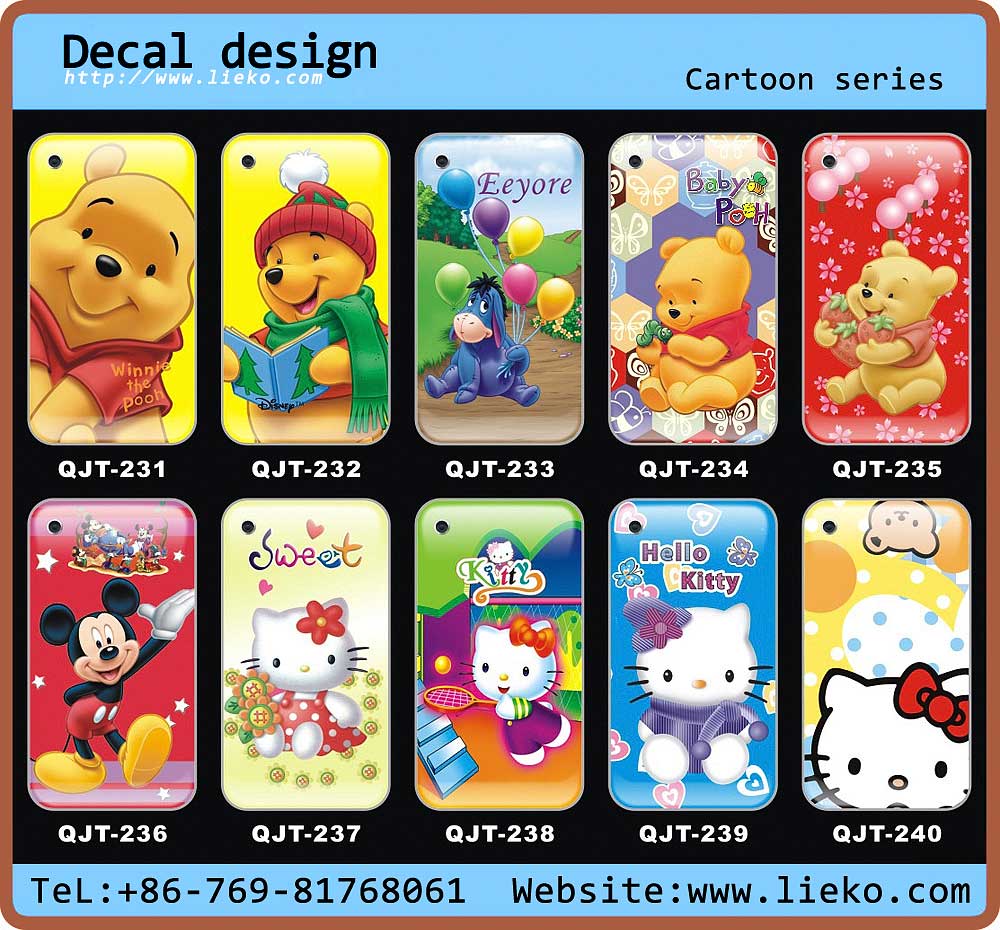 Decal design
http://www.lieko.com
Cartoon series
Winnie
the
Pooh
Disney™
Eeyore
Baby
Pooh
QJT-231 QJT-232 QJT-233 QJT-234 QJT-235
Sweet
Kitty
Hello
Kitty
QJT-236 QJT-237 QJT-238 QJT-239 QJT-240
TeL:+86-769-81768061 Website:www.lieko.com